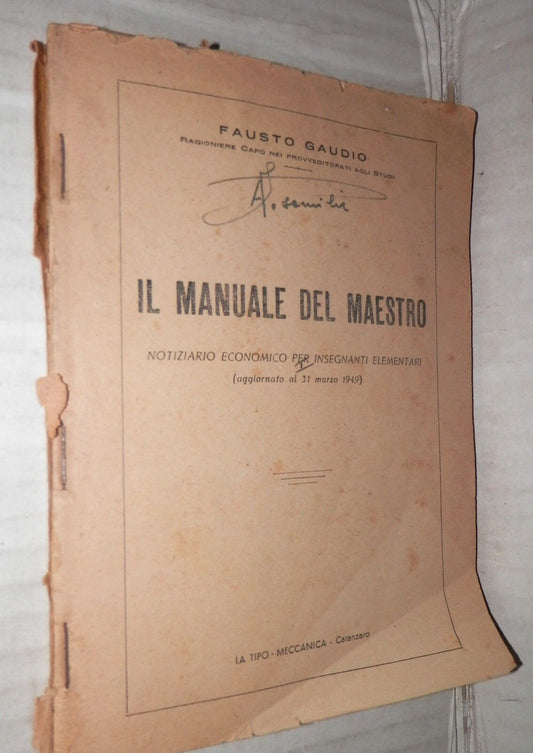 FAUSTO GAUDIO
RAGIONIERE CAPO NEI PROVVEDITORATI AGLI STUDI
IL MANUALE DEL MAESTRO
NOTIZIARIO ECONOMICO PER INSEGNANTI ELEMENTARI
(aggiornato al 31 marzo 1949)
LA TIPO - MECCANICA - Catanzaro